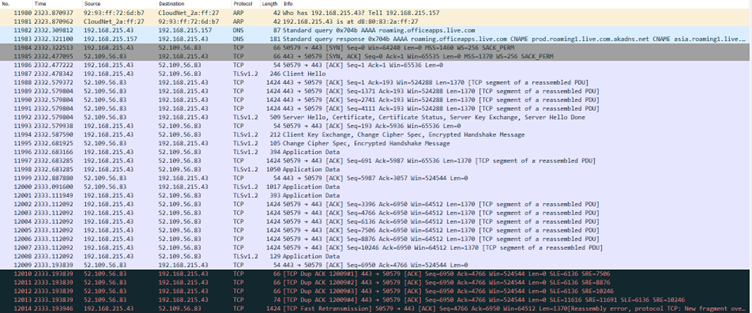 No. Time Source Destination Protocol Length Info
11980 2323.870937 92:93:ff:72:6d:b7 CloudNet_2a:ff:27 ARP 42 Who has 192.168.215.43? Tell 192.168.215.157
11981 2323.870962 CloudNet_2a:ff:27 92:93:ff:72:6d:b7 ARP 42 192.168.215.43 is at d8:80:83:2a:ff:27
11983 2332.309812 192.168.215.43 192.168.215.157 DNS 87 Standard query 0x704b AAAA roaming.officeapps.live.com
11983 2332.321100 192.168.215.157 192.168.215.43 DNS 181 Standard query response 0x704b AAAA roaming.officeapps.live.com CNAME prod.roaming1.live.com.akadns.net CNAME asia.roaming1.live...
11984 2332.322513 192.168.215.43 52.109.56.83 TCP 66 50579 → 443 [SYN] Seq=0 Win=64240 Len=0 MSS=1460 WS=256 SACK_PERM
11985 2332.477095 52.109.56.83 192.168.215.43 TCP 66 443 → 50579 [SYN, ACK] Seq=0 Ack=1 Win=65535 Len=0 MSS=1370 WS=256 SACK_PERM
11986 2332.477222 192.168.215.43 52.109.56.83 TCP 54 50579 → 443 [ACK] Seq=1 Ack=1 Win=65536 Len=0
11987 2332.478342 192.168.215.43 52.109.56.83 TLSv1.2 246 Client Hello
11988 2332.579372 52.109.56.83 192.168.215.43 TCP 1424 443 → 50579 [ACK] Seq=1 Ack=193 Win=524288 Len=1370 [TCP segment of a reassembled PDU]
11989 2332.579804 52.109.56.83 192.168.215.43 TCP 1424 443 → 50579 [ACK] Seq=1371 Ack=193 Win=524288 Len=1370 [TCP segment of a reassembled PDU]
11990 2332.579804 52.109.56.83 192.168.215.43 TCP 1424 443 → 50579 [ACK] Seq=2741 Ack=193 Win=524288 Len=1370 [TCP segment of a reassembled PDU]
11991 2332.579804 52.109.56.83 192.168.215.43 TCP 1424 443 → 50579 [ACK] Seq=4111 Ack=193 Win=524288 Len=1370 [TCP segment of a reassembled PDU]
11992 2332.579804 52.109.56.83 192.168.215.43 TLSv1.2 509 Server Hello, Certificate, Certificate Status, Server Key Exchange, Server Hello Done
11993 2332.579938 192.168.215.43 52.109.56.83 TCP 54 50579 → 443 [ACK] Seq=193 Ack=5936 Win=65536 Len=0
11994 2332.587590 192.168.215.43 52.109.56.83 TLSv1.2 212 Client Key Exchange, Change Cipher Spec, Encrypted Handshake Message
11995 2332.681925 52.109.56.83 192.168.215.43 TLSv1.2 105 Change Cipher Spec, Encrypted Handshake Message
11996 2332.683166 192.168.215.43 52.109.56.83 TLSv1.2 394 Application Data
11997 2332.683285 192.168.215.43 52.109.56.83 TCP 1424 50579 → 443 [ACK] Seq=691 Ack=5987 Win=65536 Len=1370 [TCP segment of a reassembled PDU]
11998 2332.683285 192.168.215.43 52.109.56.83 TLSv1.2 1050 Application Data
11999 2332.887880 52.109.56.83 192.168.215.43 TCP 54 443 → 50579 [ACK] Seq=5987 Ack=3057 Win=524544 Len=0
12000 2333.091600 52.109.56.83 192.168.215.43 TLSv1.2 1017 Application Data
12001 2333.111949 192.168.215.43 52.109.56.83 TLSv1.2 393 Application Data
12002 2333.112092 192.168.215.43 52.109.56.83 TCP 1424 50579 → 443 [ACK] Seq=3396 Ack=6950 Win=64512 Len=1370 [TCP segment of a reassembled PDU]
12003 2333.112092 192.168.215.43 52.109.56.83 TCP 1424 50579 → 443 [ACK] Seq=4766 Ack=6950 Win=64512 Len=1370 [TCP segment of a reassembled PDU]
12004 2333.112092 192.168.215.43 52.109.56.83 TCP 1424 50579 → 443 [ACK] Seq=6136 Ack=6950 Win=64512 Len=1370 [TCP segment of a reassembled PDU]
12005 2333.112092 192.168.215.43 52.109.56.83 TCP 1424 50579 → 443 [ACK] Seq=7506 Ack=6950 Win=64512 Len=1370 [TCP segment of a reassembled PDU]
12006 2333.112092 192.168.215.43 52.109.56.83 TCP 1424 50579 → 443 [ACK] Seq=8876 Ack=6950 Win=64512 Len=1370 [TCP segment of a reassembled PDU]
12007 2333.112092 192.168.215.43 52.109.56.83 TCP 1424 50579 → 443 [ACK] Seq=10246 Ack=6950 Win=64512 Len=1370 [TCP segment of a reassembled PDU]
12008 2333.112092 192.168.215.43 52.109.56.83 TLSv1.2 129 Application Data
12009 2333.193839 52.109.56.83 192.168.215.43 TCP 54 443 → 50579 [ACK] Seq=6950 Ack=4766 Win=524544 Len=0
12010 2333.193839 52.109.56.83 192.168.215.43 TCP 66 [TCP Dup ACK 12009#1] 443 → 50579 [ACK] Seq=6950 Ack=4766 Win=524544 Len=0 SLE=6136 SRE=7506
12011 2333.193839 52.109.56.83 192.168.215.43 TCP 66 [TCP Dup ACK 12009#2] 443 → 50579 [ACK] Seq=6950 Ack=4766 Win=524544 Len=0 SLE=6136 SRE=8876
12012 2333.193839 52.109.56.83 192.168.215.43 TCP 66 [TCP Dup ACK 12009#3] 443 → 50579 [ACK] Seq=6950 Ack=4766 Win=524544 Len=0 SLE=6136 SRE=10246
12013 2333.193839 52.109.56.83 192.168.215.43 TCP 74 [TCP Dup ACK 12009#4] 443 → 50579 [ACK] Seq=6950 Ack=4766 Win=524544 Len=0 SLE=11616 SRE=11691 SLE=6136 SRE=10246
12014 2333.193946 192.168.215.43 52.109.56.83 TCP 1424 [TCP Fast Retransmission] 50579 → 443 [ACK] Seq=4766 Ack=6950 Win=64512 Len=1370[Reassembly error, protocol TCP: New fragment ove...